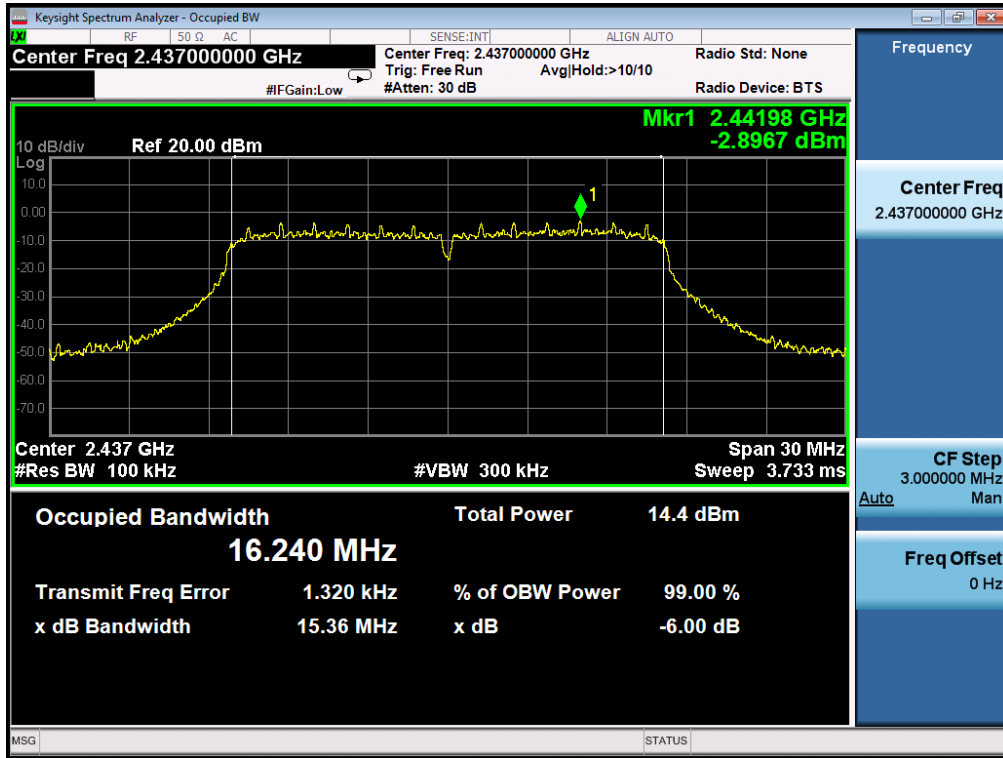 Keysight Spectrum Analyzer - Occupied BW
LXI RF 50 Ω AC SENSE:INT ALIGN AUTO
Center Freq 2.437000000 GHz
Center Freq: 2.437000000 GHz Radio Std: None
Trig: Free Run Avg|Hold:>10/10
#IFGain:Low #Atten: 30 dB Radio Device: BTS
Mkr1 2.44198 GHz
-2.8967 dBm
10 dB/div Ref 20.00 dBm
Log
10.0
0.00
-10.0
-20.0
-30.0
-40.0
-50.0
-60.0
-70.0
1
Center 2.437 GHz Span 30 MHz
#Res BW 100 kHz #VBW 300 kHz Sweep 3.733 ms
Occupied Bandwidth Total Power 14.4 dBm
16.240 MHz
Transmit Freq Error 1.320 kHz % of OBW Power 99.00 %
x dB Bandwidth 15.36 MHz x dB -6.00 dB
MSG STATUS
Frequency
Center Freq
2.437000000 GHz
CF Step
3.000000 MHz
Auto Man
Freq Offset
0 Hz